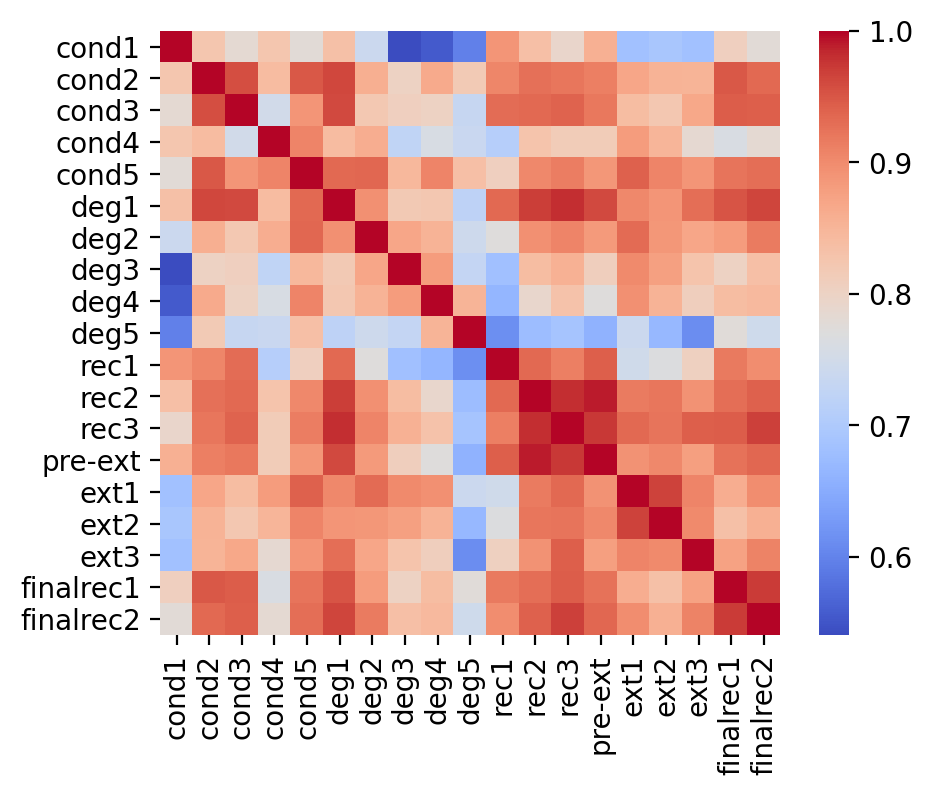 cond1
cond2
cond3
cond4
cond5
deg1
deg2
deg3
deg4
deg5
rec1
rec2
rec3
pre-ext
ext1
ext2
ext3
finalrec1
finalrec2
cond1
cond2
cond3
cond4
cond5
deg1
deg2
deg3
deg4
deg5
rec1
rec2
rec3
pre-ext
ext1
ext2
ext3
finalrec1
finalrec2
1.0
0.9
0.8
0.7
0.6